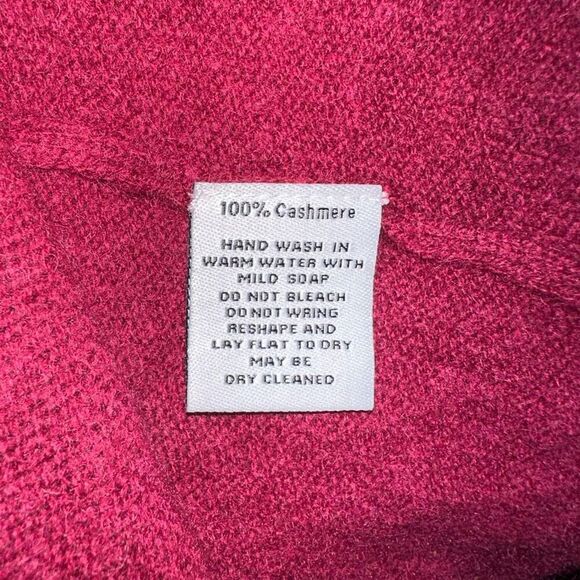 100% Cashmere
HAND WASH IN
WARM WATER WITH
MILD SOAP
DO NOT BLEACH
DO NOT WRING
RESHAPE AND
LAY FLAT TO DRY
MAY BE
DRY CLEANED